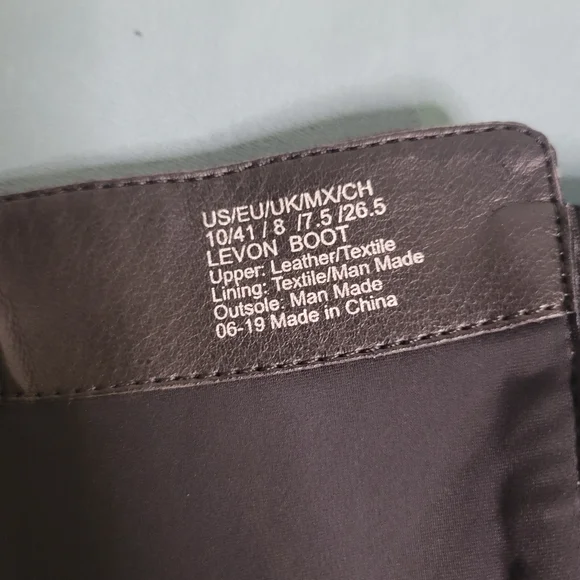 US/EU/UK/MX/CH
10/41 / 8 /7.5 /26.5
LEVON BOOT
Upper: Leather/Textile
Lining: Textile/Man Made
Outsole: Man Made
06-19 Made in China